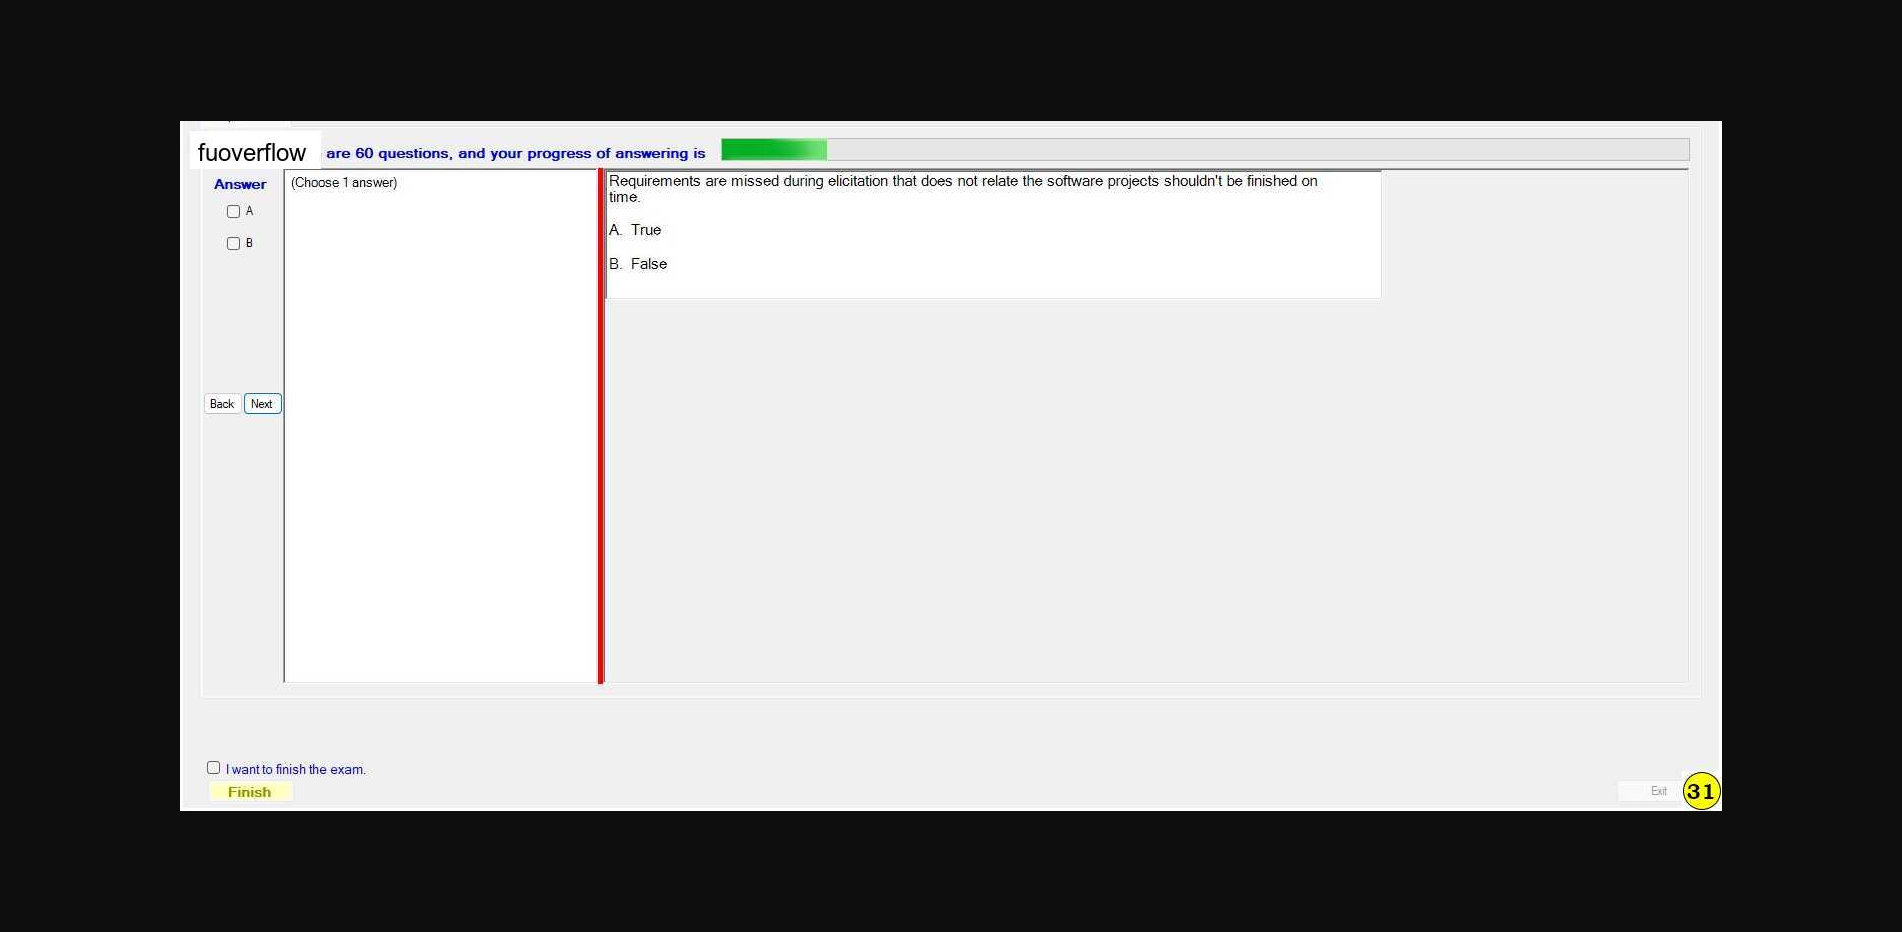 fuoverflow are 60 questions, and your progress of answering is
Answer
A
B
Back Next
(Choose 1 answer)
Requirements are missed during elicitation that does not relate the software projects shouldn't be finished on
time.
A. True
B. False
I want to finish the exam.
Finish
Exit
31